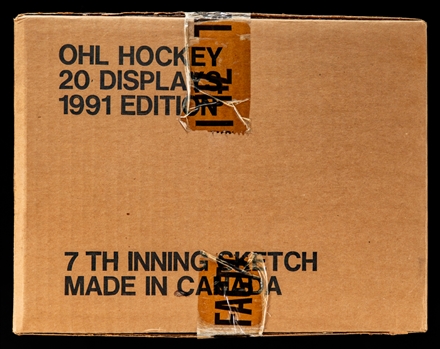 OHL HOCKEY
20 DISPLAYS
1991 EDITION
7 TH INNING SKETCH
MADE IN CANADA